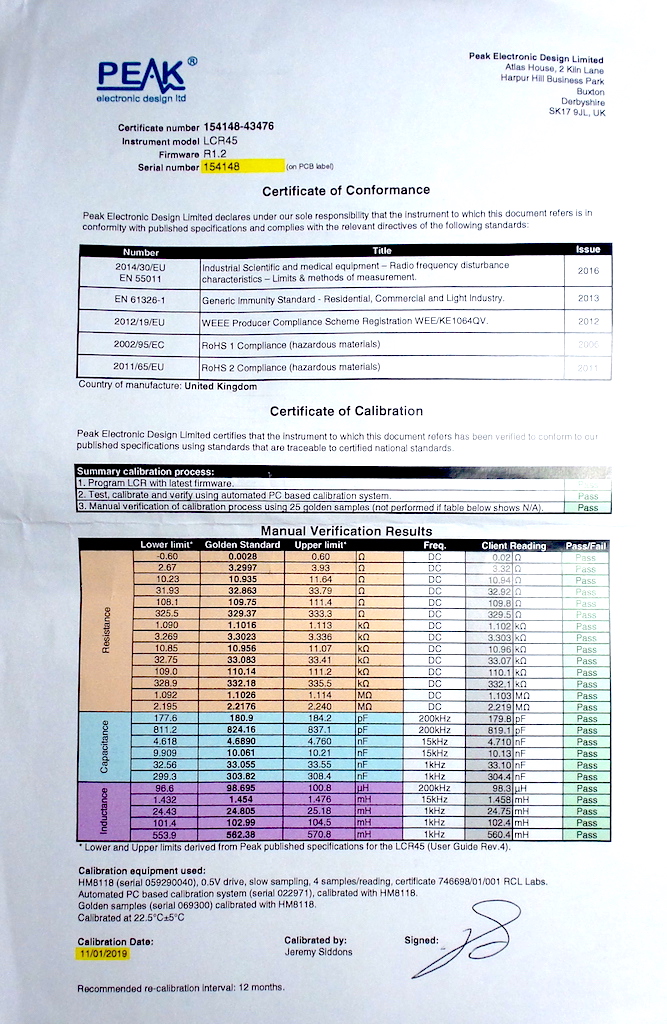 PEAK®
electronic design ltd
Peak Electronic Design Limited
Atlas House, 2 Kiln Lane
Harpur Hill Business Park
Buxton
Derbyshire
SK17 9JL, UK
Certificate number 154148-43476
Instrument model LCR45
Firmware R1.2
Serial number 154148 (on PCB label)
Certificate of Conformance
Peak Electronic Design Limited declares under our sole responsibility that the instrument to which this document refers is in
conformity with published specifications and complies with the relevant directives of the following standards:
Number Title Issue
2014/30/EU
EN 55011
Industrial Scientific and medical equipment – Radio frequency disturbance
characteristics – Limits & methods of measurement.
2016
EN 61326-1 Generic Immunity Standard - Residential, Commercial and Light Industry. 2013
2012/19/EU WEEE Producer Compliance Scheme Registration WEE/KE1064QV. 2012
2002/95/EC RoHS 1 Compliance (hazardous materials) 2006
2011/65/EU RoHS 2 Compliance (hazardous materials) 2011
Country of manufacture: United Kingdom
Certificate of Calibration
Peak Electronic Design Limited certifies that the instrument to which this document refers has been verified to conform to our
published specifications using standards that are traceable to certified national standards.
Summary calibration process:
1. Program LCR with latest firmware.
2. Test, calibrate and verify using automated PC based calibration system. Pass
3. Manual verification of calibration process using 25 golden samples (not performed if table below shows N/A). Pass
Manual Verification Results
Lower limit* Golden Standard Upper limit* Freq. Client Reading Pass/Fail
Resistance
-0.60 0.0028 0.60 Ω DC 0.02 Ω Pass
2.67 3.2997 3.93 Ω DC 3.32 Ω Pass
10.23 10.935 11.64 Ω DC 10.94 Ω Pass
31.93 32.863 33.79 Ω DC 32.92 Ω Pass
108.1 109.75 111.4 Ω DC 109.8 Ω Pass
325.5 329.37 333.3 Ω DC 329.5 Ω Pass
1.090 1.1016 1.113 kΩ DC 1.102 kΩ Pass
3.269 3.3023 3.336 kΩ DC 3.303 kΩ Pass
10.85 10.956 11.07 kΩ DC 10.96 kΩ Pass
32.75 33.083 33.41 kΩ DC 33.07 kΩ Pass
109.0 110.14 111.2 kΩ DC 110.1 kΩ Pass
328.9 332.18 335.5 kΩ DC 332.1 kΩ Pass
1.092 1.1026 1.114 MΩ DC 1.103 MΩ Pass
2.195 2.2176 2.240 MΩ DC 2.219 MΩ Pass
Capacitance
177.6 180.9 184.2 pF 200kHz 179.8 pF Pass
811.2 824.16 837.1 pF 200kHz 819.1 pF Pass
4.618 4.6890 4.760 nF 15kHz 4.710 nF Pass
9.909 10.061 10.21 nF 15kHz 10.13 nF Pass
32.56 33.055 33.55 nF 1kHz 33.10 nF Pass
299.3 303.82 308.4 nF 1kHz 304.4 nF Pass
Inductance
96.6 98.695 100.8 µH 200kHz 98.3 µH Pass
1.432 1.454 1.476 mH 15kHz 1.458 mH Pass
24.43 24.805 25.18 mH 1kHz 24.75 mH Pass
101.4 102.99 104.5 mH 1kHz 102.4 mH Pass
553.9 562.38 570.8 mH 1kHz 560.4 mH Pass
* Lower and Upper limits derived from Peak published specifications for the LCR45 (User Guide Rev.4).
Calibration equipment used:
HM8118 (serial 059290040), 0.5V drive, slow sampling, 4 samples/reading, certificate 746698/01/001 RCL Labs.
Automated PC based calibration system (serial 022971), calibrated with HM8118.
Golden samples (serial 069300) calibrated with HM8118.
Calibrated at 22.5°C±5°C
Calibration Date: Calibrated by: Signed:
11/01/2019 Jeremy Siddons
Recommended re-calibration interval: 12 months.